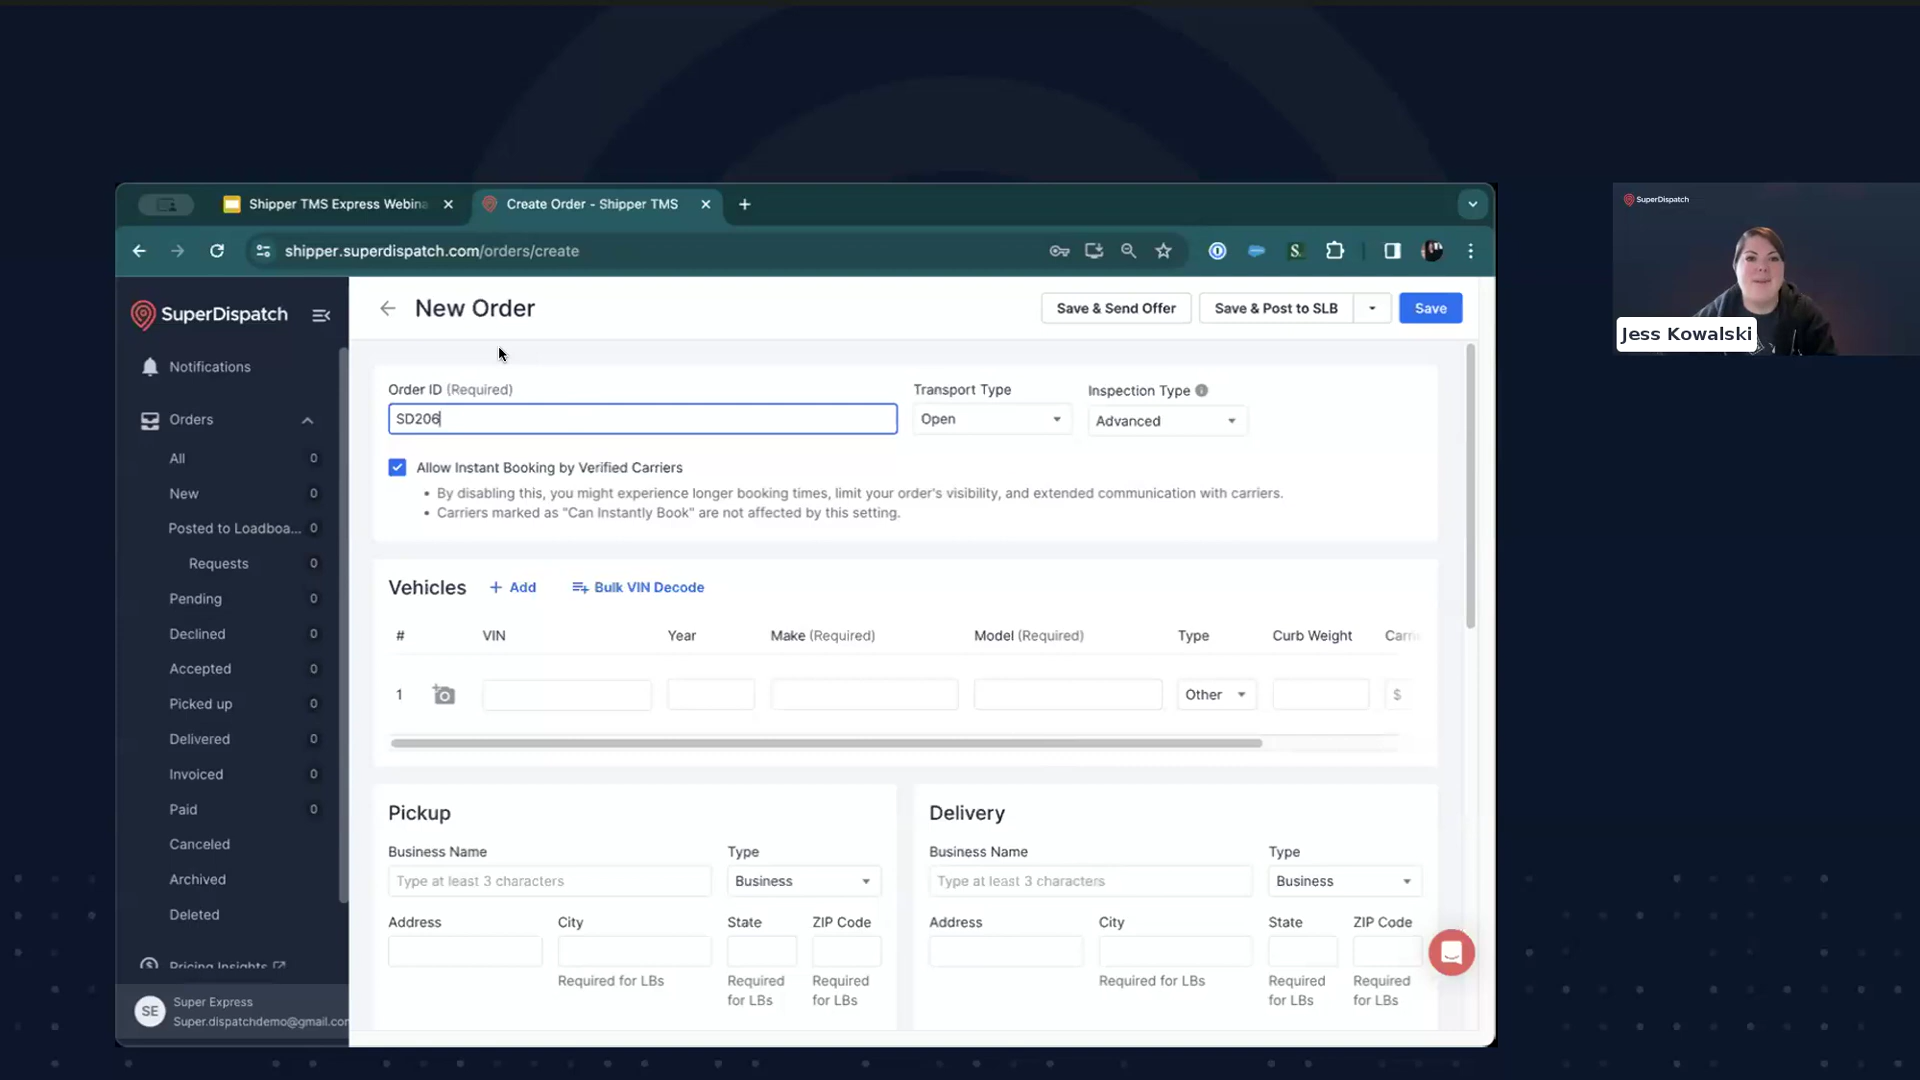 Shipper TMS Express Webina
Create Order - Shipper TMS
shipper.superdispatch.com/orders/create
SuperDispatch
Notifications
Orders
All 0
New 0
Posted to Loadboa... 0
Requests 0
Pending 0
Declined 0
Accepted 0
Picked up 0
Delivered 0
Invoiced 0
Paid 0
Canceled
Archived
Deleted
Pricing Insights
SE
Super Express
Super.dispatchdemo@gmail.com
New Order
Save & Send Offer
Save & Post to SLB
Save
Order ID (Required)
SD206
Transport Type
Open
Inspection Type
Advanced
Allow Instant Booking by Verified Carriers
• By disabling this, you might experience longer booking times, limit your order's visibility, and extended communication with carriers.
• Carriers marked as "Can Instantly Book" are not affected by this setting.
Vehicles + Add Bulk VIN Decode
# VIN Year Make (Required) Model (Required) Type Curb Weight Carri
1 Other $
Pickup
Business Name Type
Type at least 3 characters Business
Address City State ZIP Code
Required for LBs Required for LBs Required for LBs
Delivery
Business Name Type
Type at least 3 characters Business
Address City State ZIP Code
Required for LBs Required for LBs Required for LBs
SuperDispatch
Jess Kowalski